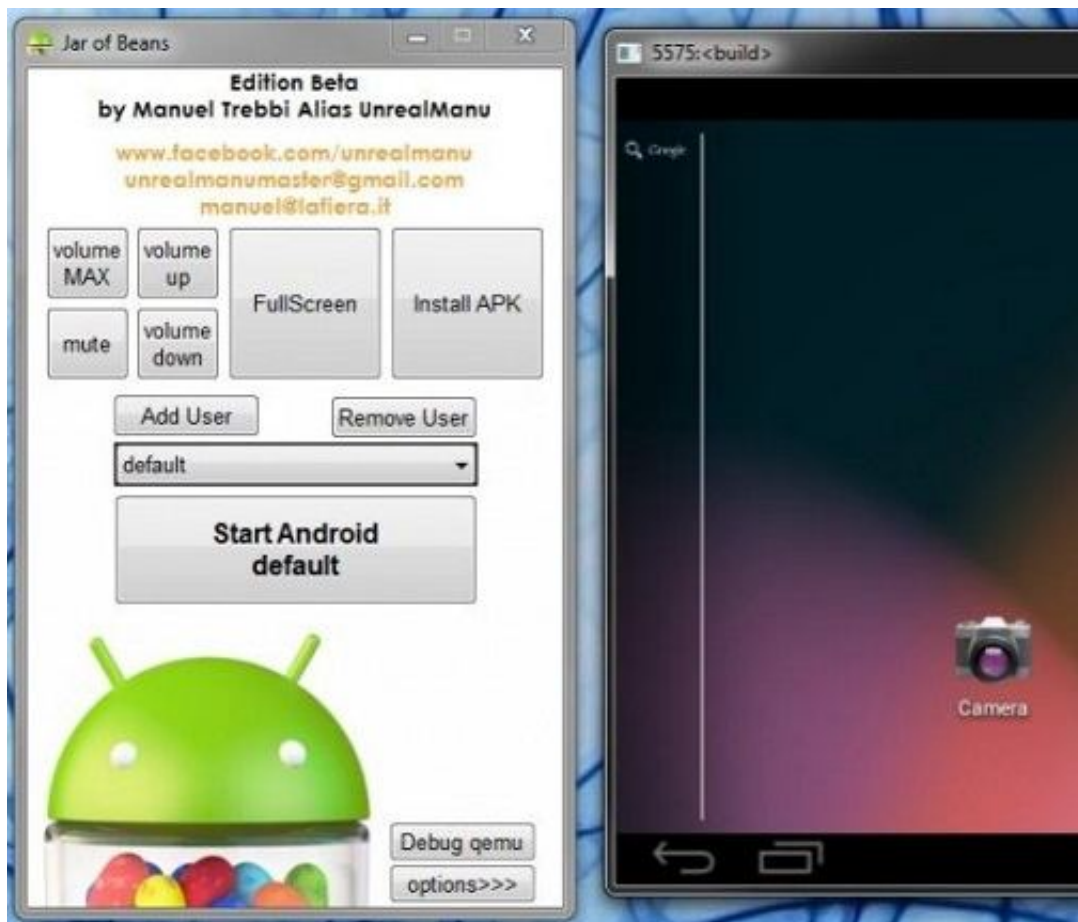 Jar of Beans
Edition Beta
by Manuel Trebbi Alias UnrealManu
www.facebook.com/unrealmanu
unrealmanumaster@gmail.com
manuel@lafiera.it
volume
MAX
volume
up
FullScreen
Install APK
mute
volume
down
Add User
Remove User
default
Start Android
default
Debug qemu
options>>>
5575:<build>
Google
Camera